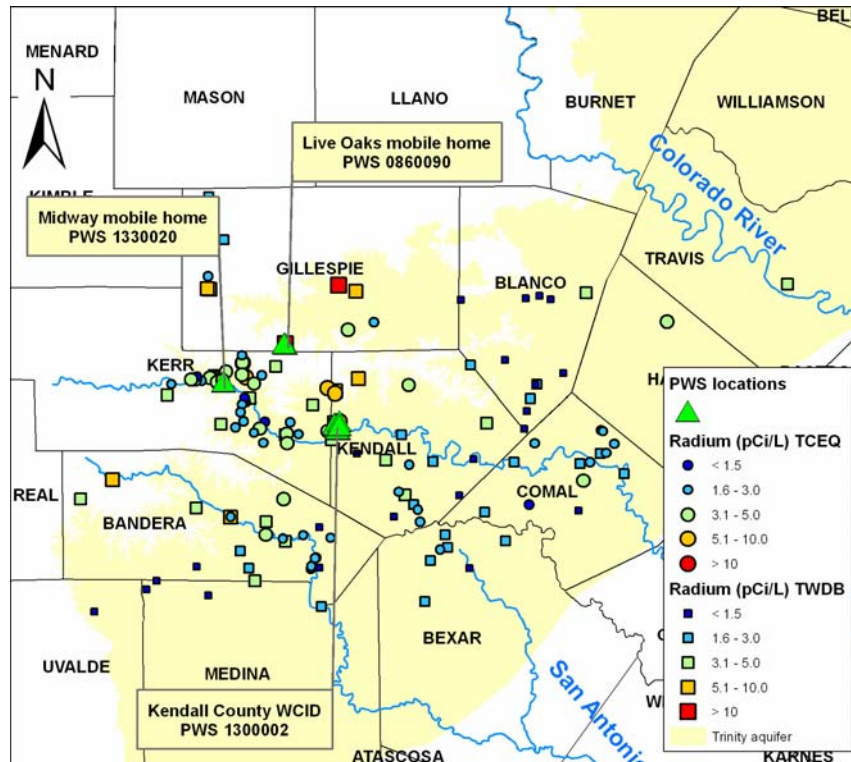 BEL
MENARD
N
MASON
LLANO
BURNET
WILLIAMSON
Live Oaks mobile home
PWS 0860090
Colorado River
KIMBLE
Midway mobile home
PWS 1330020
TRAVIS
GILLESPIE
BLANCO
KERR
HA
PWS locations
Radium (pCi/L) TCEQ
< 1.5
1.6 - 3.0
3.1 - 5.0
5.1 - 10.0
> 10
Radium (pCi/L) TWDB
< 1.5
1.6 - 3.0
3.1 - 5.0
5.1 - 10.0
> 10
Trinity aquifer
KENDALL
REAL
COMAL
BANDERA
BEXAR
UVALDE
MEDINA
San Antonio
Kendall County WCID
PWS 1300002
ATASCOSA
KARNES